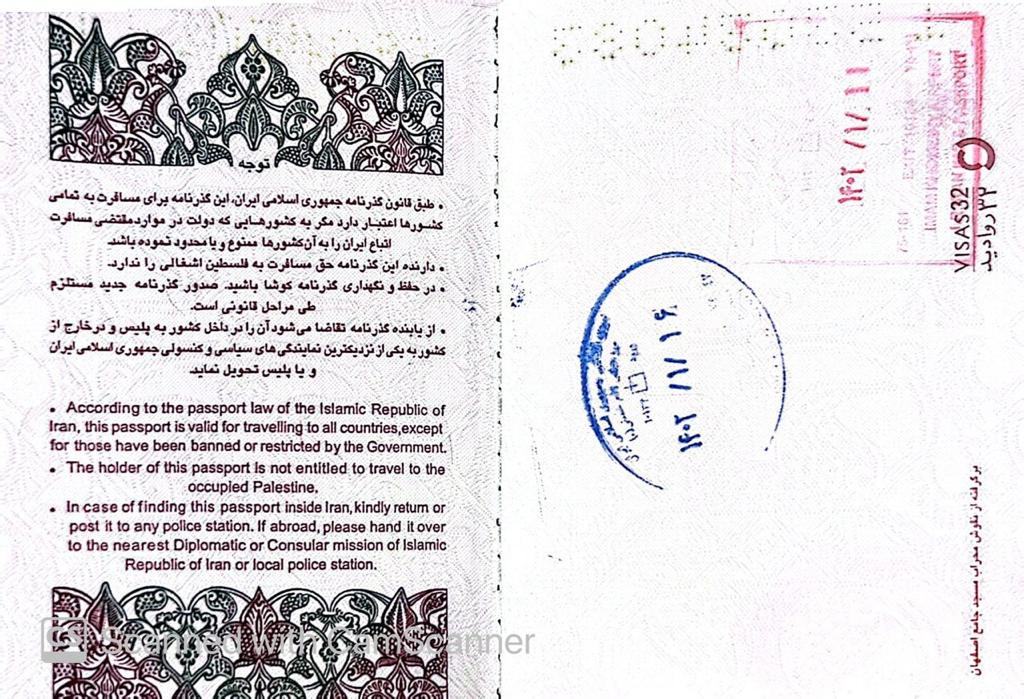 توجه
• طبق قانون گذرنامه جمهوری اسلامی ایران، این گذرنامه برای مسافرت به تمامی
کشورها اعتبار دارد مگر به کشورهایی که دولت در موارد مقتضی مسافرت
اتباع ایران را به آن کشورها ممنوع و یا محدود نموده باشد.
• دارنده این گذرنامه حق مسافرت به فلسطین اشغالی را ندارد.
• در حفظ و نگهداری گذرنامه کوشا باشید. صدور گذرنامه جدید مستلزم
طی مراحل قانونی است.
• از یابنده گذرنامه تقاضا می‌شود آن را در داخل کشور به پلیس و در خارج از
کشور به یکی از نزدیکترین نمایندگی های سیاسی و کنسولی جمهوری اسلامی ایران
و یا پلیس تحویل نماید.
• According to the passport law of the Islamic Republic of
Iran, this passport is valid for travelling to all countries,except
for those have been banned or restricted by the Government.
• The holder of this passport is not entitled to travel to the
occupied Palestine.
• In case of finding this passport inside Iran, kindly return or
post it to any police station. If abroad, please hand it over
to the nearest Diplomatic or Consular mission of Islamic
Republic of Iran or local police station.
CS Scanned with CamScanner
۱۴۰۲ /۱/ ۱۱
PASSPORT
VISAS 32
۳۲ روادید
۱۴۰۲ /۱/ ۱۶
برگرفته از نقوش محراب مسجد جامع اصفهان